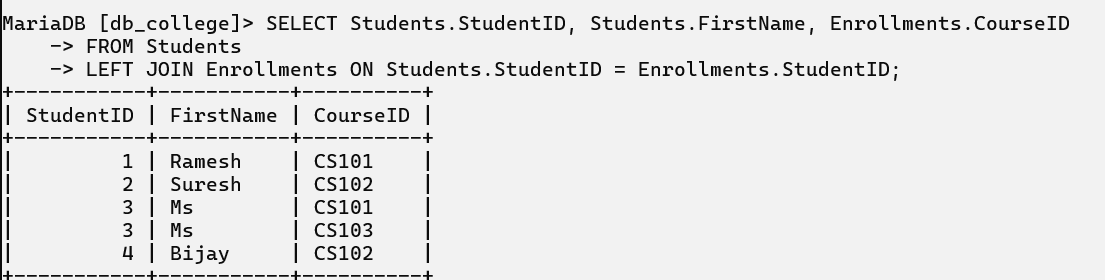 MariaDB [db_college]> SELECT Students.StudentID, Students.FirstName, Enrollments.CourseID
    -> FROM Students
    -> LEFT JOIN Enrollments ON Students.StudentID = Enrollments.StudentID;
+-----------+-----------+----------+
| StudentID | FirstName | CourseID |
+-----------+-----------+----------+
|         1 | Ramesh    | CS101    |
|         2 | Suresh    | CS102    |
|         3 | Ms        | CS101    |
|         3 | Ms        | CS103    |
|         4 | Bijay     | CS102    |
+-----------+-----------+----------+